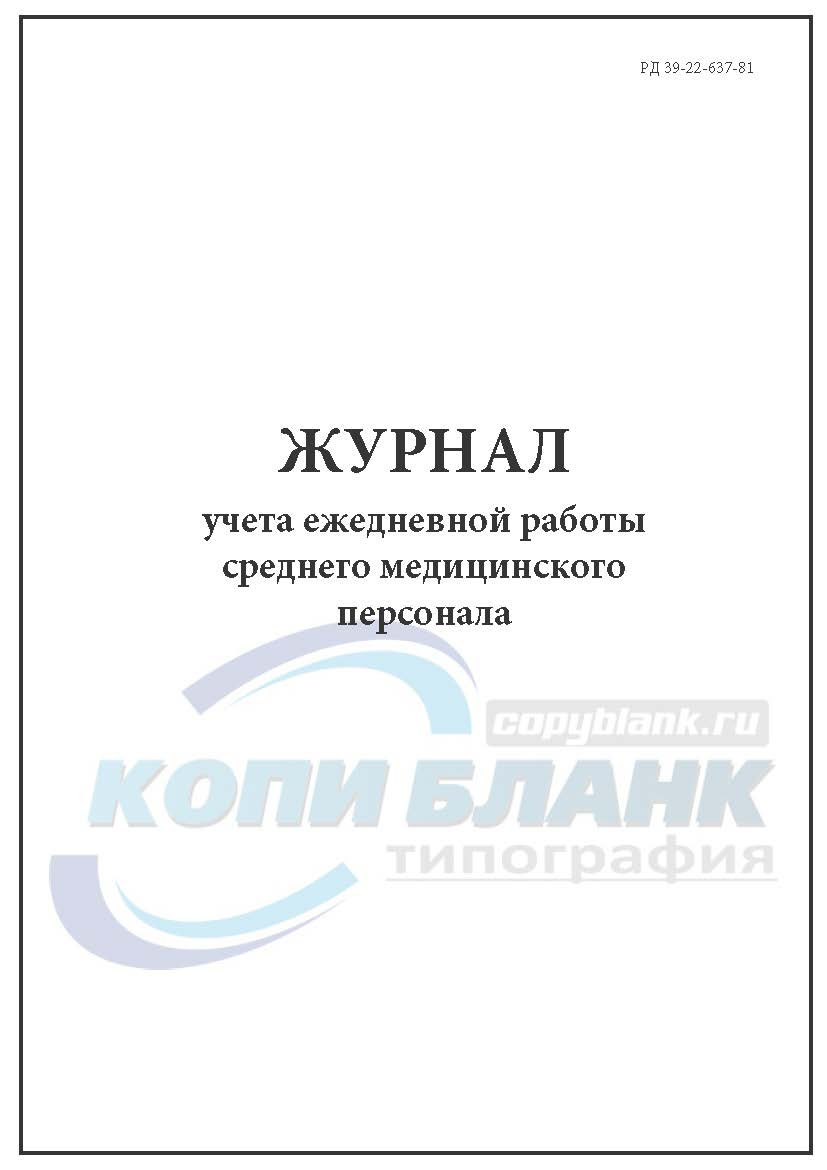 РД 39-22-637-81
ЖУРНАЛ
учета ежедневной работы
среднего медицинского
персонала
copyblank.ru
КОПИ БЛАНК
типография